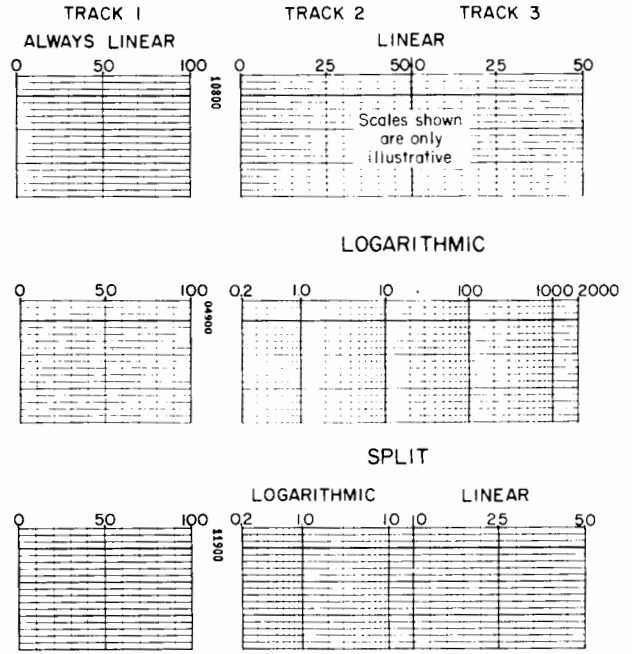 TRACK 1 TRACK 2 TRACK 3
ALWAYS LINEAR LINEAR
0 50 100 0 25 50 0 25 50
10800
Scales shown
are only
illustrative
LOGARITHMIC
0 50 100 0.2 1.0 10 100 1000 2000
04900
SPLIT
LOGARITHMIC LINEAR
0 50 100 0.2 1.0 10 10 25 50
11900